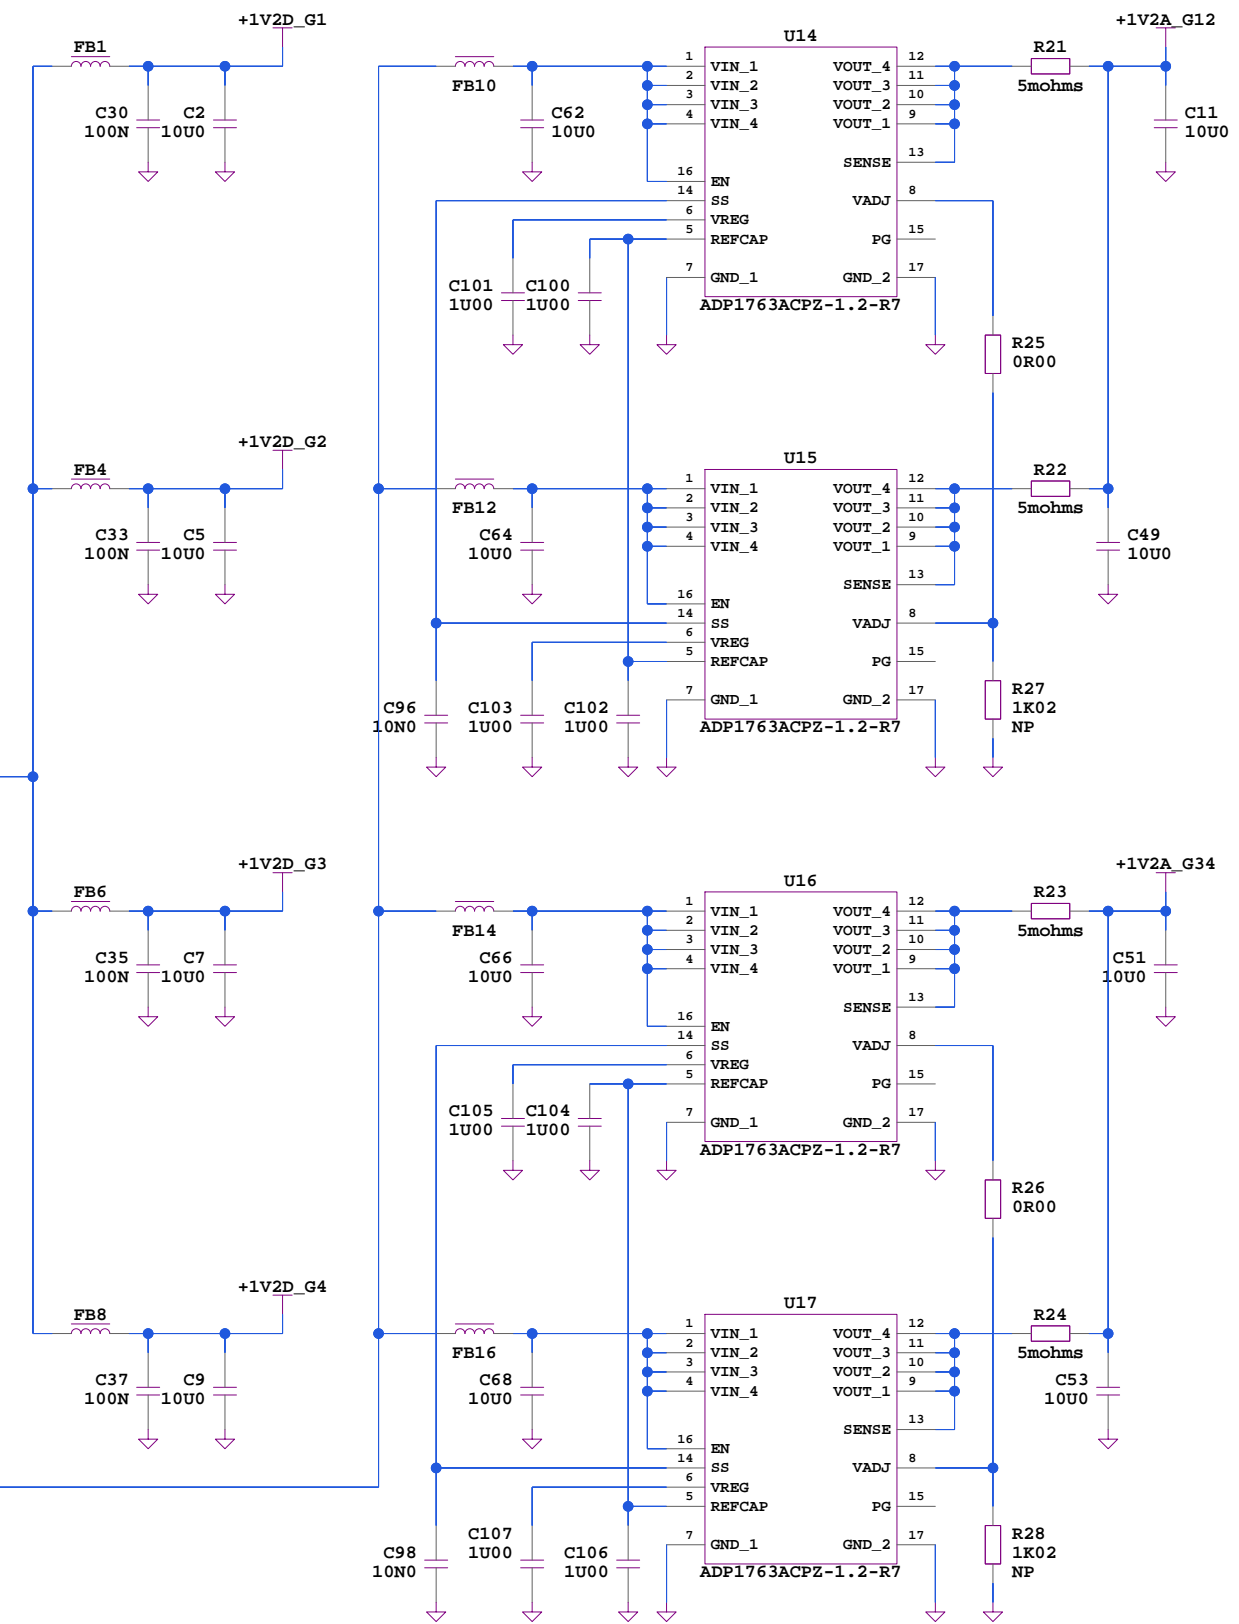 +1V2D_G1
FB1
C30
100N
C2
10U0
FB10
C62
10U0
U14
1 VIN_1 VOUT_4 12
2 VIN_2 VOUT_3 11
3 VIN_3 VOUT_2 10
4 VIN_4 VOUT_1 9
SENSE 13
16 EN
14 SS VADJ 8
6 VREG
5 REFCAP PG 15
7 GND_1 GND_2 17
ADP1763ACPZ-1.2-R7
C101
1U00
C100
1U00
R21
5mohms
+1V2A_G12
C11
10U0
R25
0R00
+1V2D_G2
FB4
C33
100N
C5
10U0
FB12
C64
10U0
U15
1 VIN_1 VOUT_4 12
2 VIN_2 VOUT_3 11
3 VIN_3 VOUT_2 10
4 VIN_4 VOUT_1 9
SENSE 13
16 EN
14 SS VADJ 8
6 VREG
5 REFCAP PG 15
7 GND_1 GND_2 17
ADP1763ACPZ-1.2-R7
C96
10N0
C103
1U00
C102
1U00
R22
5mohms
C49
10U0
R27
1K02
NP
+1V2D_G3
FB6
C35
100N
C7
10U0
FB14
C66
10U0
U16
1 VIN_1 VOUT_4 12
2 VIN_2 VOUT_3 11
3 VIN_3 VOUT_2 10
4 VIN_4 VOUT_1 9
SENSE 13
16 EN
14 SS VADJ 8
6 VREG
5 REFCAP PG 15
7 GND_1 GND_2 17
ADP1763ACPZ-1.2-R7
C105
1U00
C104
1U00
R23
5mohms
+1V2A_G34
C51
10U0
R26
0R00
+1V2D_G4
FB8
C37
100N
C9
10U0
FB16
C68
10U0
U17
1 VIN_1 VOUT_4 12
2 VIN_2 VOUT_3 11
3 VIN_3 VOUT_2 10
4 VIN_4 VOUT_1 9
SENSE 13
16 EN
14 SS VADJ 8
6 VREG
5 REFCAP PG 15
7 GND_1 GND_2 17
ADP1763ACPZ-1.2-R7
C98
10N0
C107
1U00
C106
1U00
R24
5mohms
C53
10U0
R28
1K02
NP